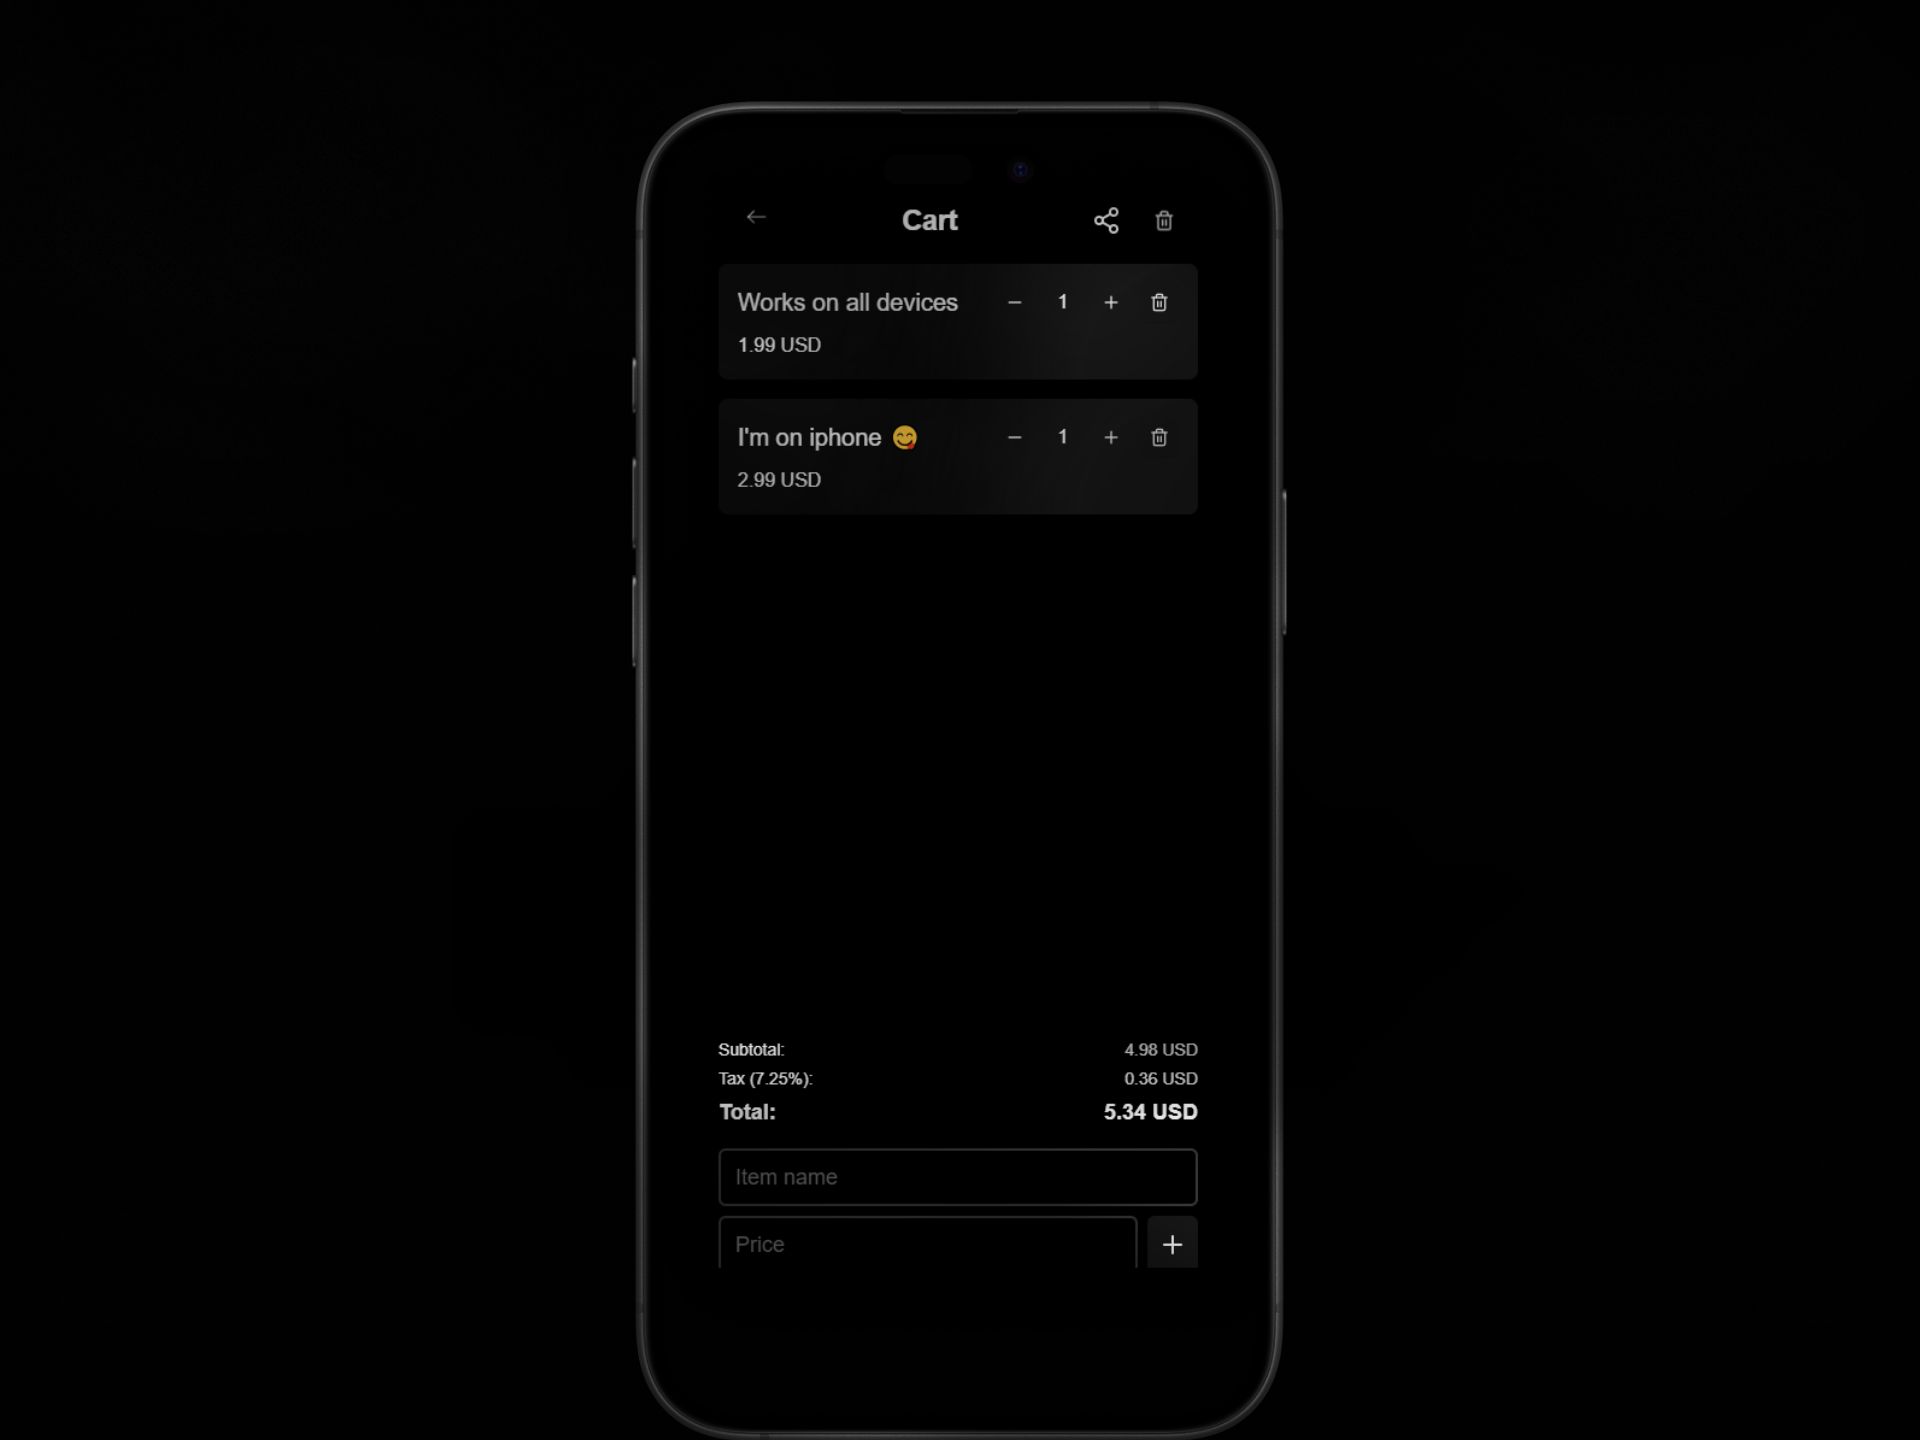 Cart
Works on all devices 1
1.99 USD
I'm on iphone 😋 1
2.99 USD
Subtotal: 4.98 USD
Tax (7.25%): 0.36 USD
Total: 5.34 USD
Item name
Price